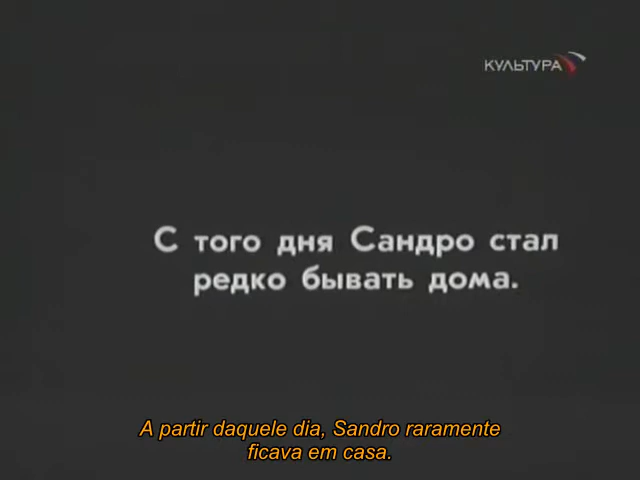 КУЛЬТУРА
С того дня Сандро стал
редко бывать дома.
A partir daquele dia, Sandro raramente
ficava em casa.